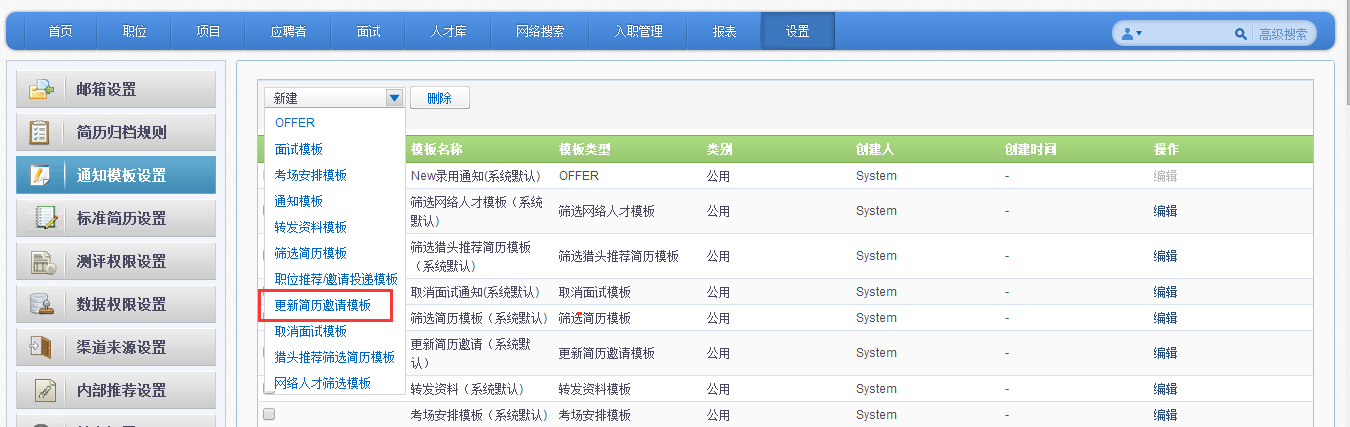 首页 职位 项目 应聘者 面试 人才库 网络搜索 入职管理 报表 设置 高级搜索
邮箱设置
简历归档规则
通知模板设置
标准简历设置
测评权限设置
数据权限设置
渠道来源设置
内部推荐设置
新建 删除
OFFER
面试模板
考场安排模板
通知模板
转发资料模板
筛选简历模板
职位推荐/邀请投递模板
更新简历邀请模板
取消面试模板
猎头推荐筛选简历模板
网络人才筛选模板
模板名称 模板类型 类别 创建人 创建时间 操作
New录用通知(系统默认) OFFER 公用 System - 编辑
筛选网络人才模板（系统
默认） 筛选网络人才模板 公用 System - 编辑
筛选猎头推荐简历模板
（系统默认） 筛选猎头推荐简历模板 公用 System - 编辑
取消面试通知(系统默认) 取消面试模板 公用 System - 编辑
筛选简历模板（系统默认） 筛选简历模板 公用 System - 编辑
更新简历邀请（系统默
认） 更新简历邀请模板 公用 System - 编辑
转发资料（系统默认） 转发资料模板 公用 System - 编辑
考场安排模板（系统默认） 考场安排模板 公用 System - 编辑